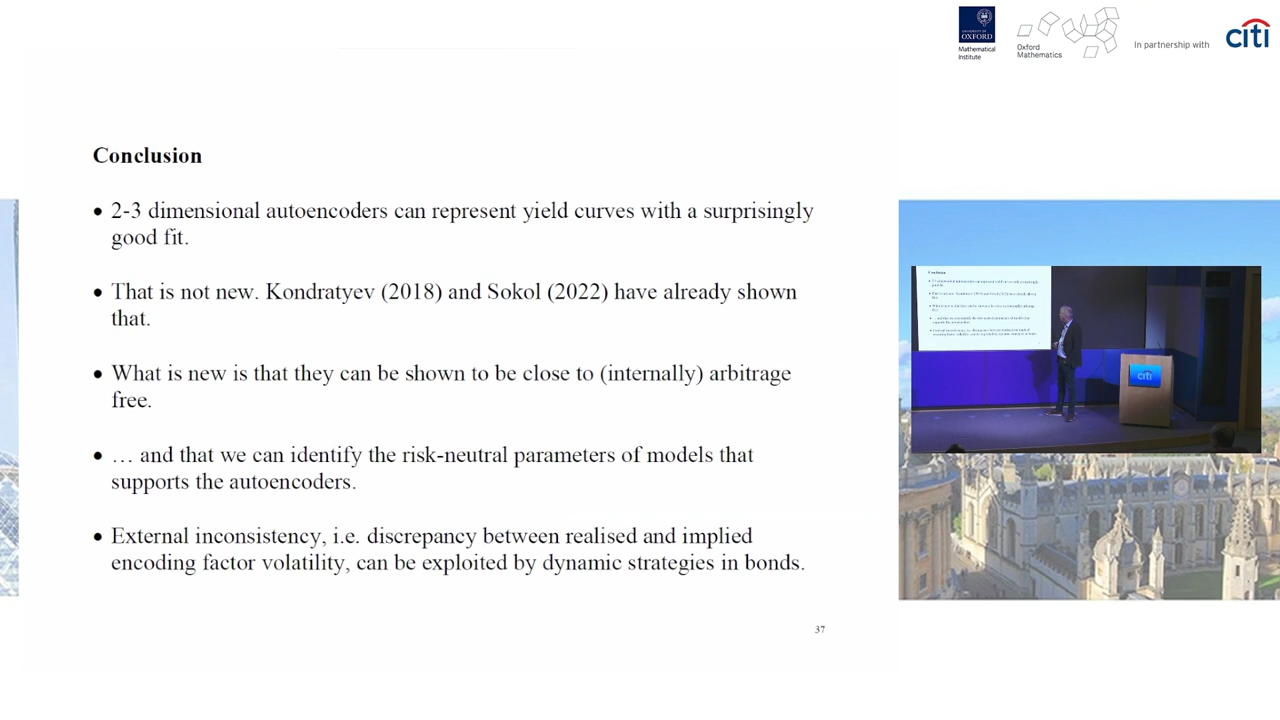 UNIVERSITY OF
OXFORD
Mathematical
Institute
Oxford
Mathematics
In partnership with
citi
Conclusion
• 2-3 dimensional autoencoders can represent yield curves with a surprisingly
good fit.
• That is not new. Kondratyev (2018) and Sokol (2022) have already shown
that.
• What is new is that they can be shown to be close to (internally) arbitrage
free.
• … and that we can identify the risk-neutral parameters of models that
supports the autoencoders.
• External inconsistency, i.e. discrepancy between realised and implied
encoding factor volatility, can be exploited by dynamic strategies in bonds.
37
Conclusion
citi